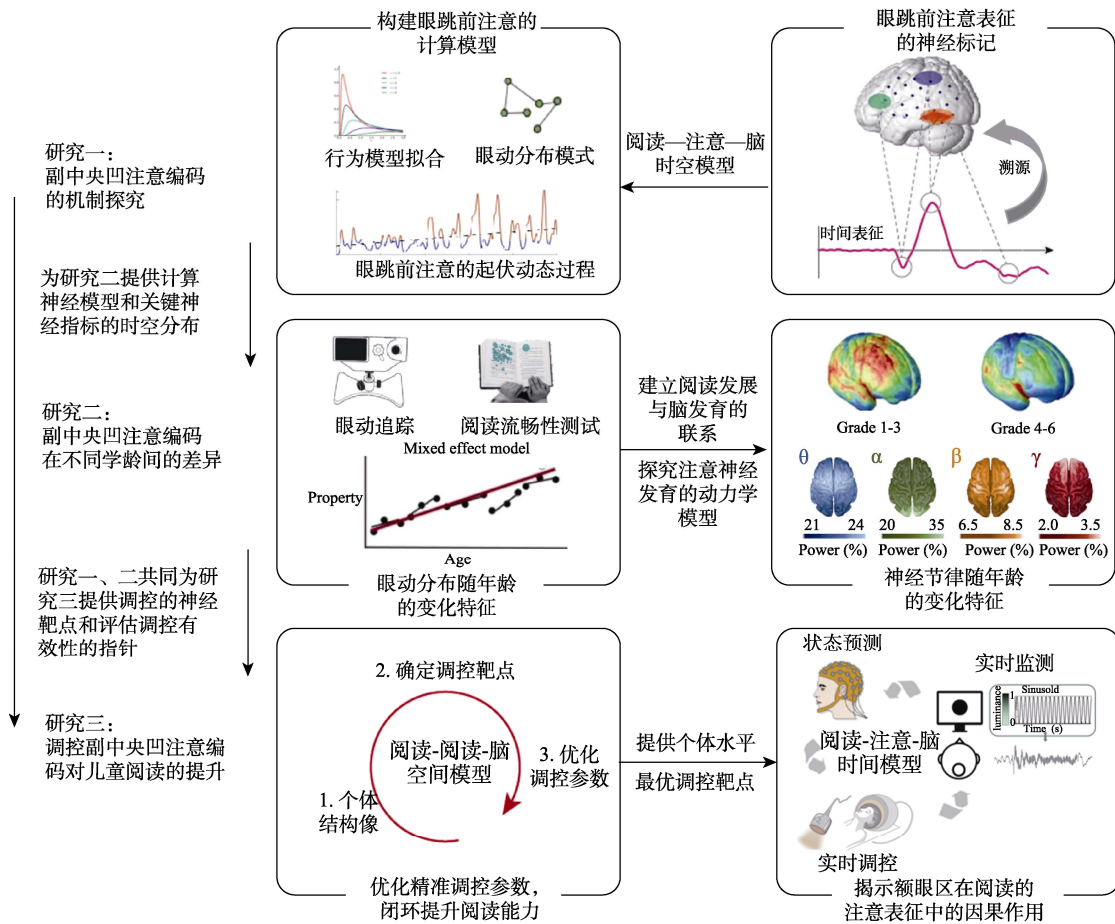 研究一：
副中央凹注意编码
的机制探究
为研究二提供计算
神经模型和关键神
经指标的时空分布
研究二：
副中央凹注意编码
在不同学龄间的差异
研究一、二共同为研
究三提供调控的神经
靶点和评估调控有
效性的指针
研究三：
调控副中央凹注意编
码对儿童阅读的提升
构建眼跳前注意的
计算模型
行为模型拟合
眼动分布模式
眼跳前注意的起伏动态过程
阅读—注意—脑
时空模型
眼跳前注意表征
的神经标记
溯源
时间表征
眼动追踪
阅读流畅性测试
Mixed effect model
Property
Age
眼动分布随年龄
的变化特征
建立阅读发展
与脑发育的
联系
探究注意神经
发育的动力学
模型
Grade 1-3
Grade 4-6
θ
α
β
γ
21 24
20 35
6.5 8.5
2.0 3.5
Power (%)
Power (%)
Power (%)
Power (%)
神经节律随年龄
的变化特征
2. 确定调控靶点
阅读-阅读-脑
空间模型
3. 优化
调控参数
1. 个体
结构像
优化精准调控参数，
闭环提升阅读能力
提供个体水平
最优调控靶点
状态预测
实时监测
Sinusold
luminance
1
0
Time (s)
阅读-注意-脑
时间模型
实时调控
揭示额眼区在阅读的
注意表征中的因果作用